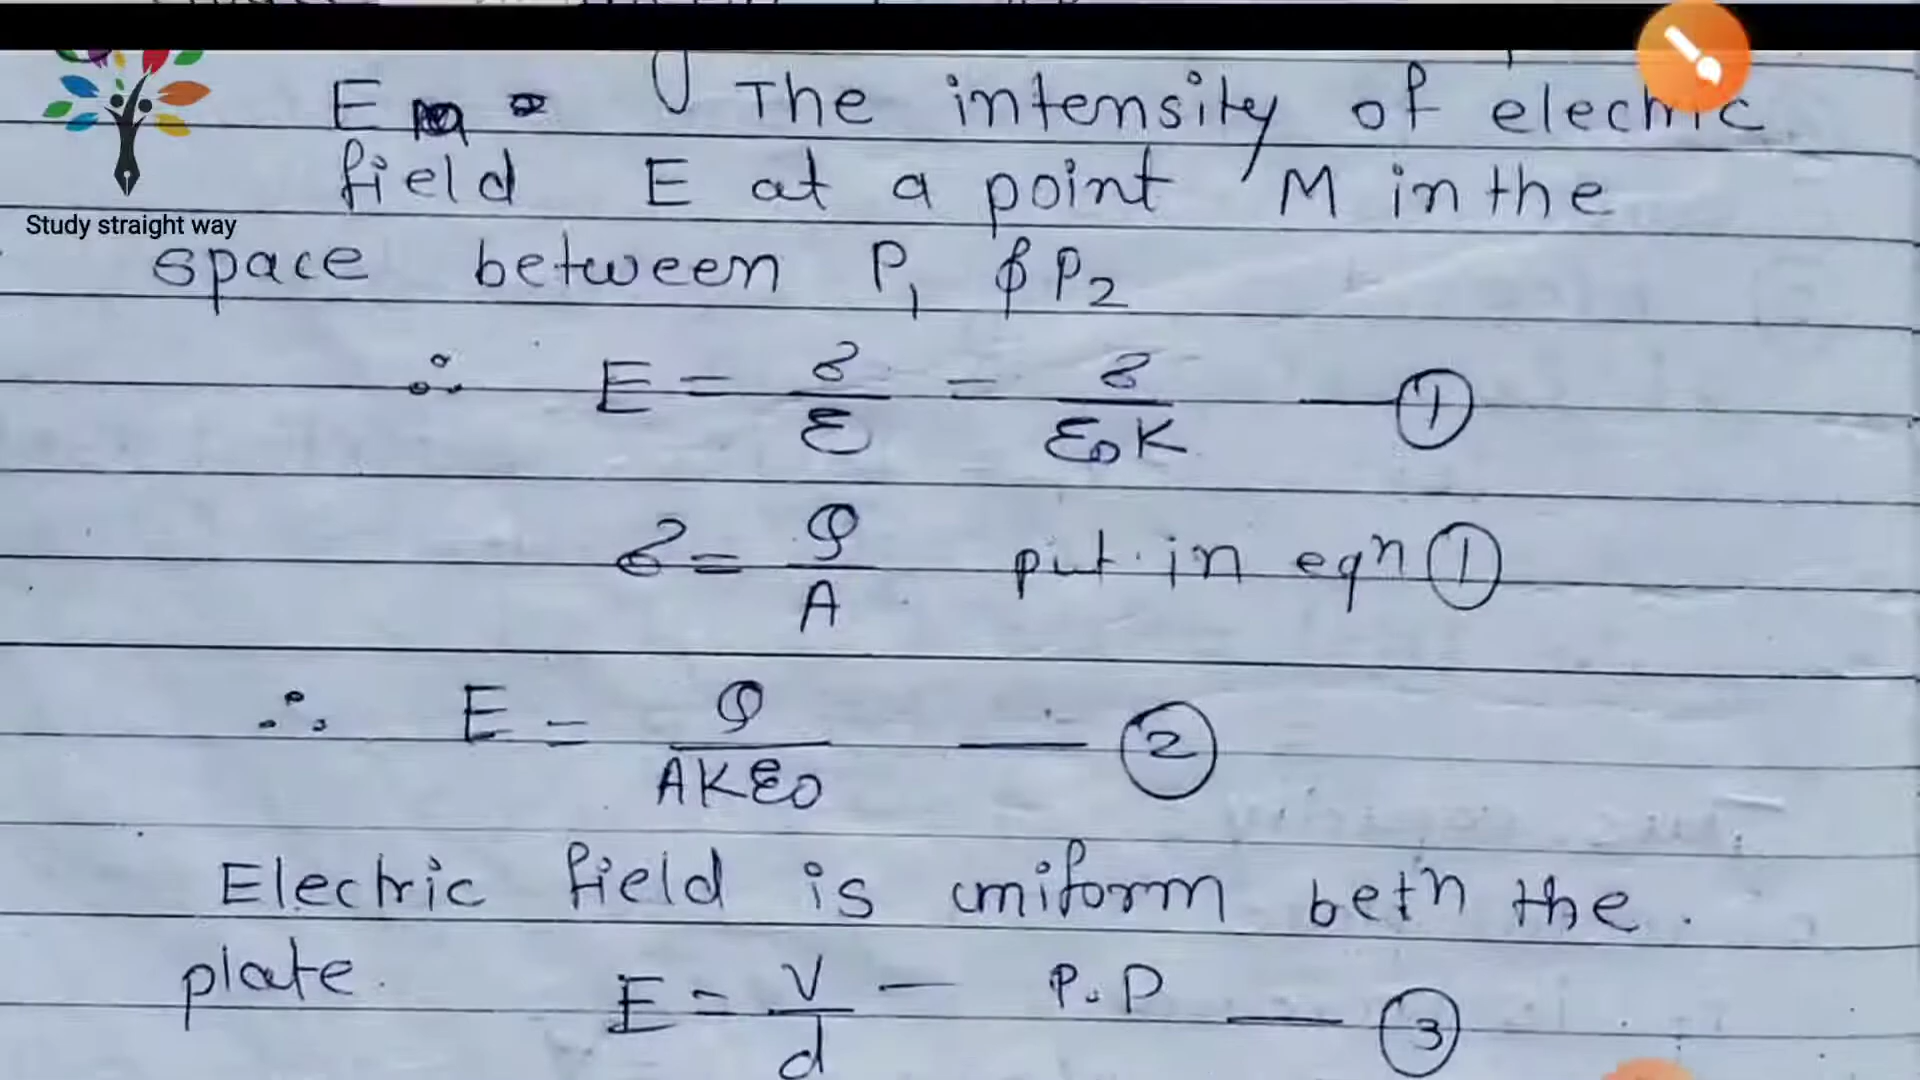 E The intensity of electric
field E at a point M in the
Study straight way
space between P₁ & P₂
∴ E = σ/ε = σ/ε₀K — ①
σ = Q/A put in eqn ①
∴ E = Q/AKε₀ — ②
Electric field is uniform betn the
plate.
E = V/d — P.D — ③